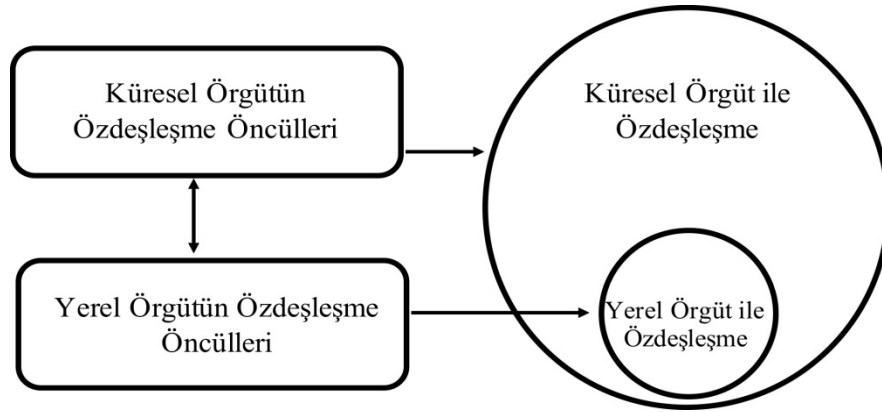 Küresel Örgütün
Özdeşleşme Öncülleri
Küresel Örgüt ile
Özdeşleşme
Yerel Örgütün Özdeşleşme
Öncülleri
Yerel Örgüt ile
Özdeşleşme